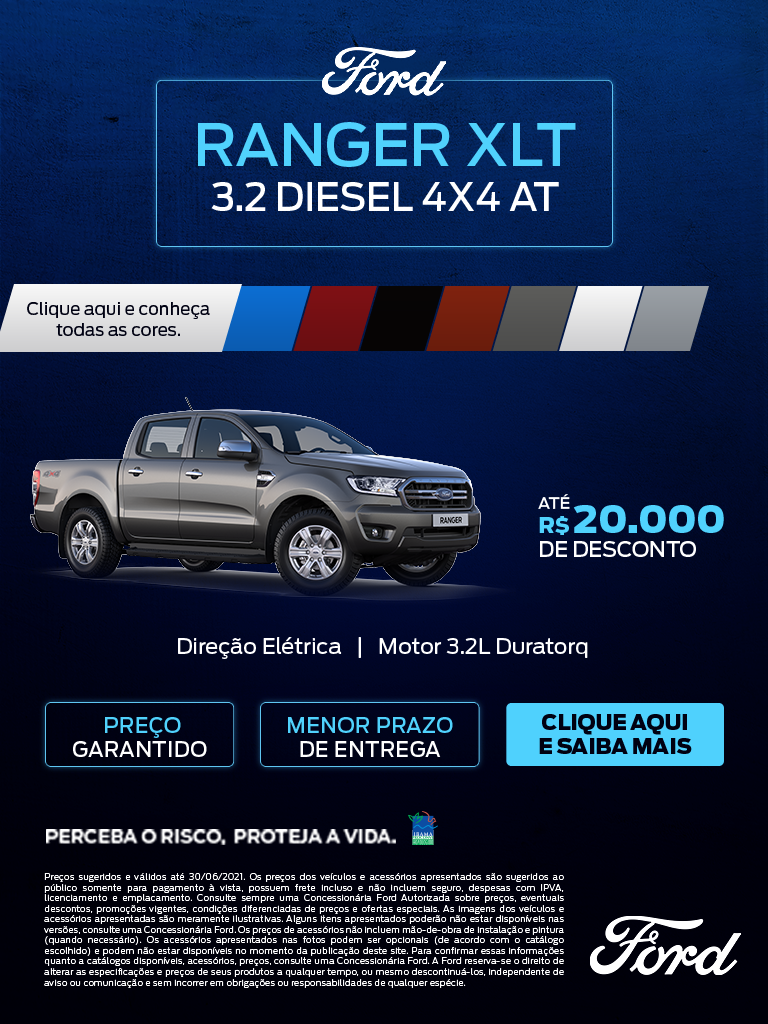 Ford
RANGER XLT
3.2 DIESEL 4X4 AT
Clique aqui e conheça
todas as cores.
4X4
RANGER
ATÉ
R$ 20.000
DE DESCONTO
Direção Elétrica | Motor 3.2L Duratorq
PREÇO
GARANTIDO
MENOR PRAZO
DE ENTREGA
CLIQUE AQUI
E SAIBA MAIS
PERCEBA O RISCO, PROTEJA A VIDA.
IBAMA
Preços sugeridos e válidos até 30/06/2021. Os preços dos veículos e acessórios apresentados são sugeridos ao
público somente para pagamento à vista, possuem frete incluso e não incluem seguro, despesas com IPVA,
licenciamento e emplacamento. Consulte sempre uma Concessionária Ford Autorizada sobre preços, eventuais
descontos, promoções vigentes, condições diferenciadas de preços e ofertas especiais. As imagens dos veículos e
acessórios apresentadas são meramente ilustrativas. Alguns itens apresentados poderão não estar disponíveis nas
versões, consulte uma Concessionária Ford. Os preços de acessórios não incluem mão-de-obra de instalação e pintura
(quando necessário). Os acessórios apresentados nas fotos podem ser opcionais (de acordo com o catálogo
escolhido) e podem não estar disponíveis no momento da publicação deste site. Para confirmar essas informações
quanto a catálogos disponíveis, acessórios, preços, consulte uma Concessionária Ford. A Ford reserva-se o direito de
alterar as especificações e preços de seus produtos a qualquer tempo, ou mesmo descontinuá-los, independente de
aviso ou comunicação e sem incorrer em obrigações ou responsabilidades de qualquer espécie.
Ford